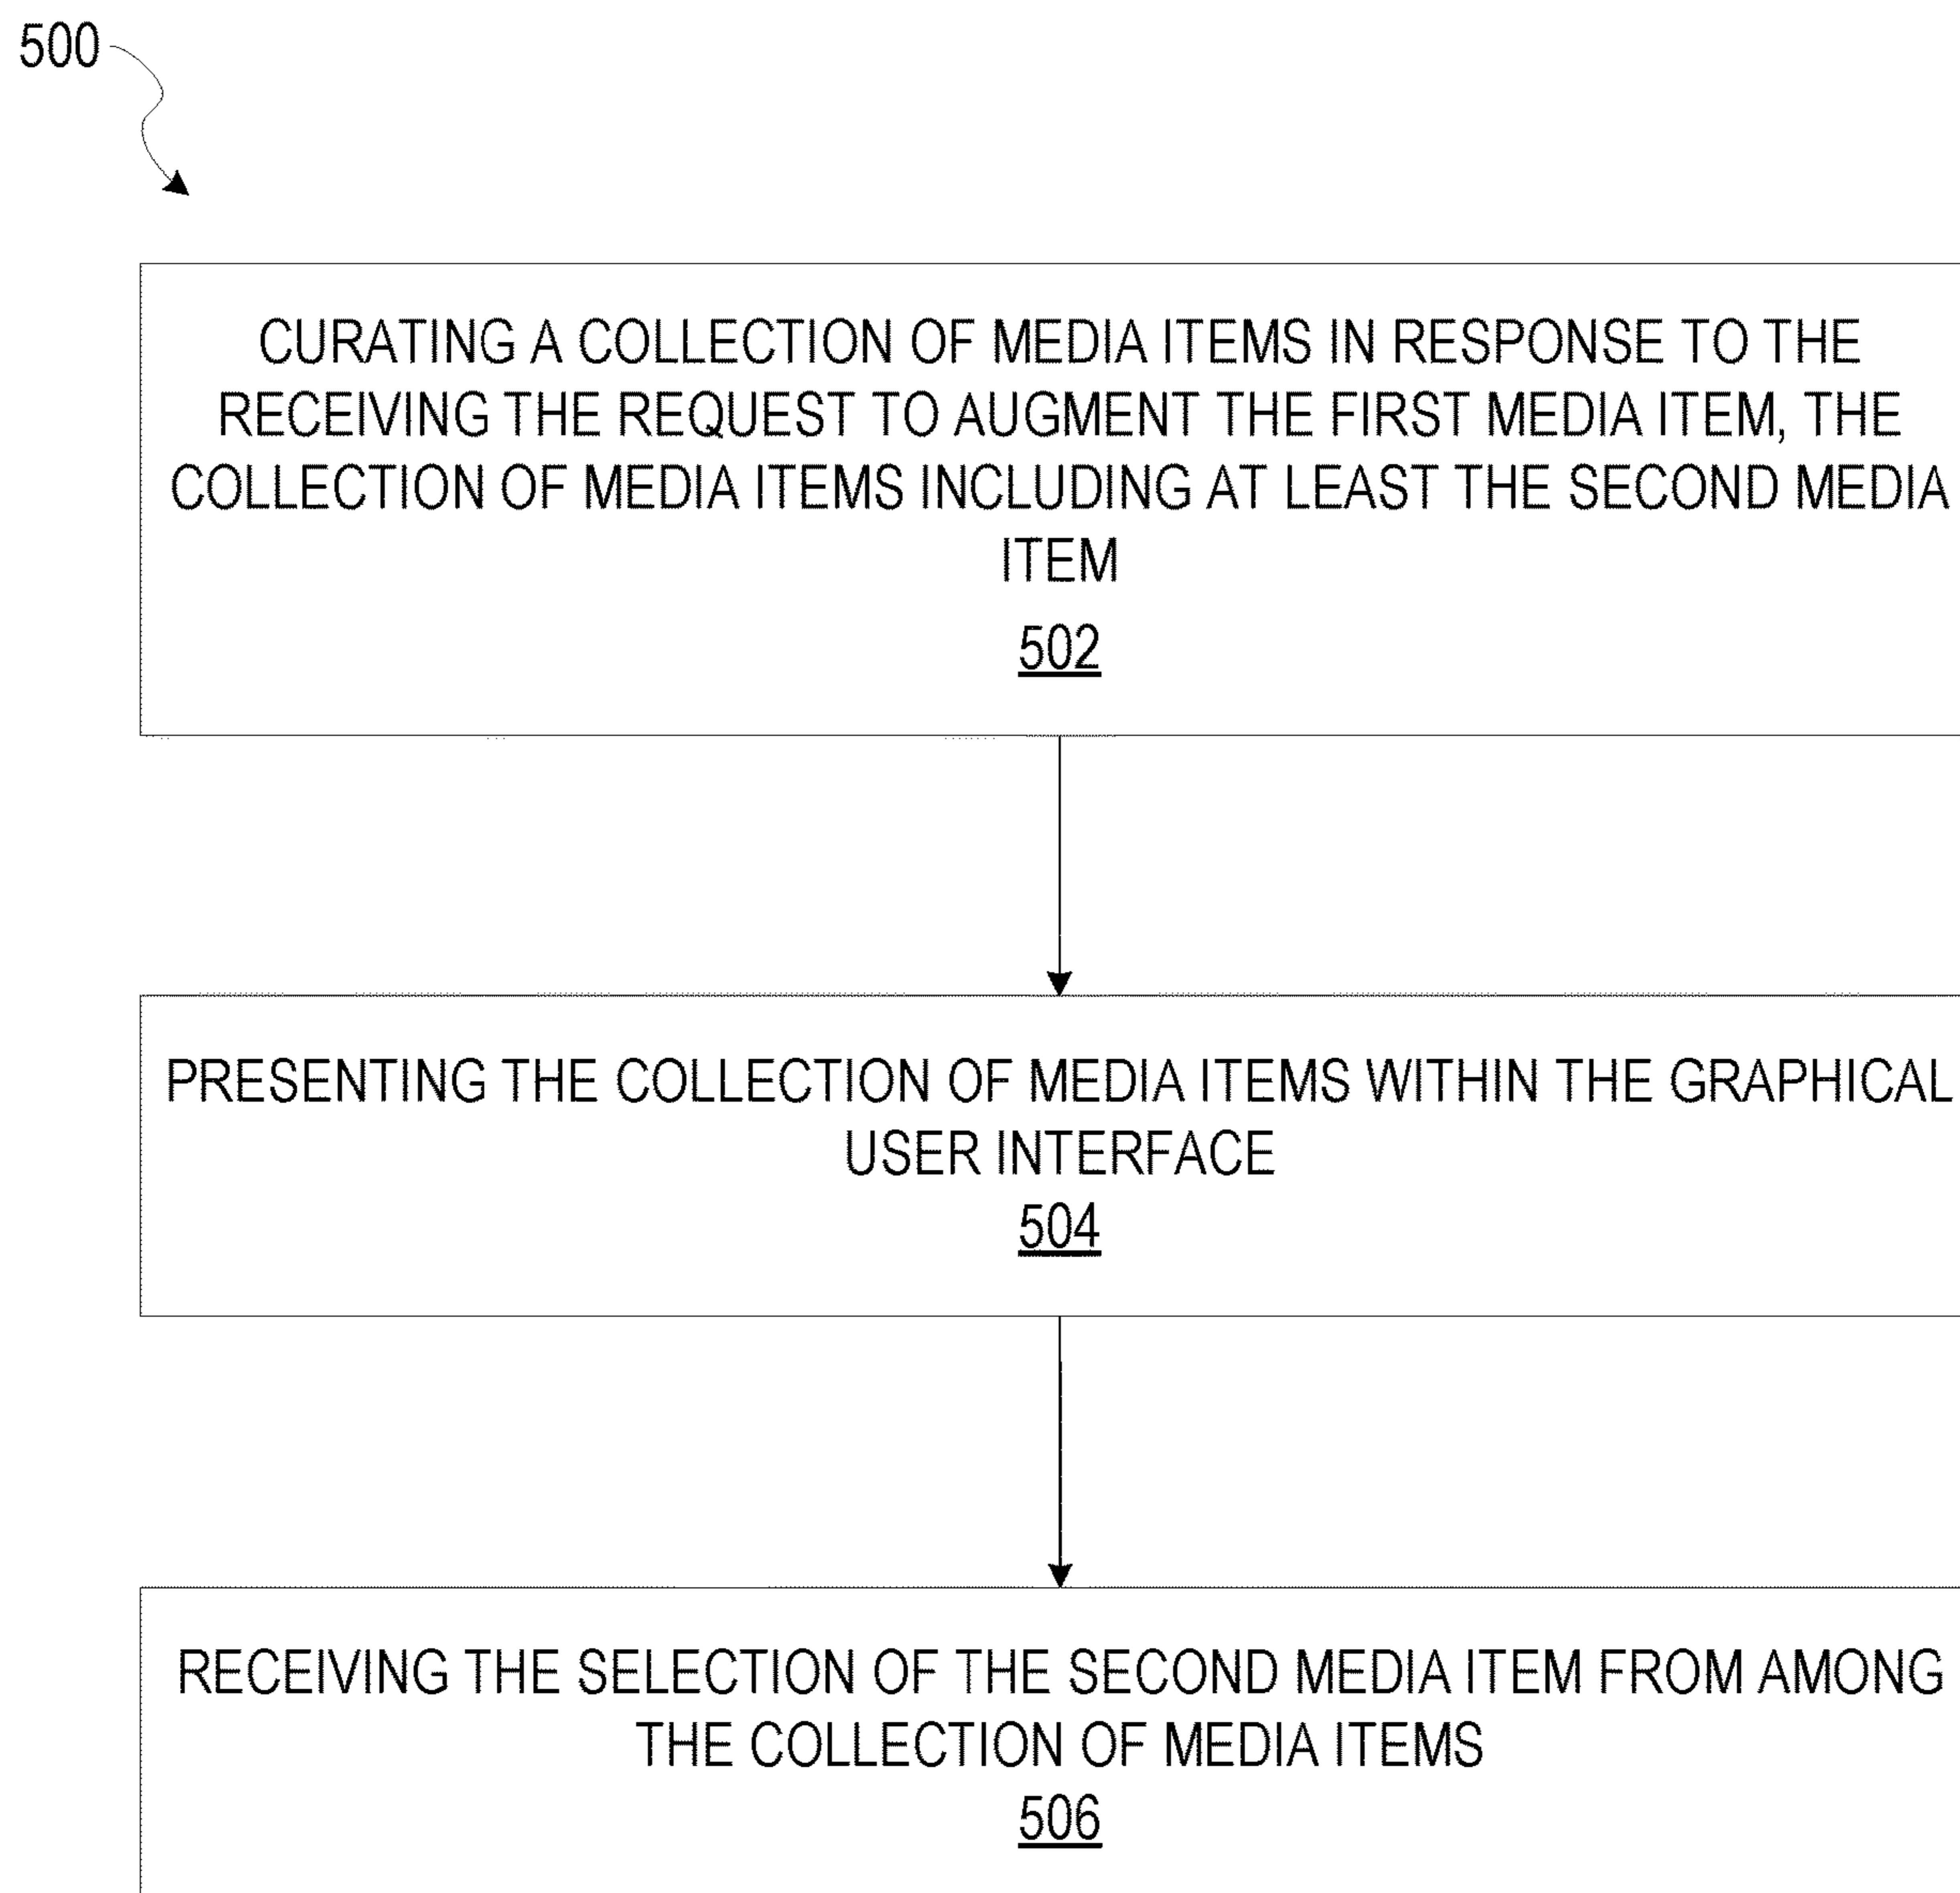 500
CURATING A COLLECTION OF MEDIA ITEMS IN RESPONSE TO THE
RECEIVING THE REQUEST TO AUGMENT THE FIRST MEDIA ITEM, THE
COLLECTION OF MEDIA ITEMS INCLUDING AT LEAST THE SECOND MEDIA
ITEM
502
PRESENTING THE COLLECTION OF MEDIA ITEMS WITHIN THE GRAPHICAL
USER INTERFACE
504
RECEIVING THE SELECTION OF THE SECOND MEDIA ITEM FROM AMONG
THE COLLECTION OF MEDIA ITEMS
506